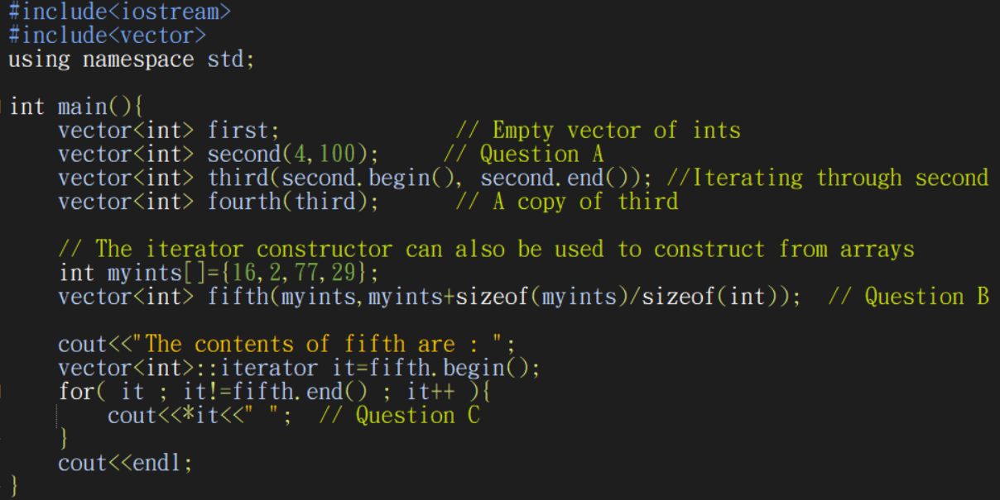 #include<iostream>
#include<vector>
using namespace std;
int main(){
vector<int> first; // Empty vector of ints
vector<int> second(4,100); // Question A
vector<int> third(second.begin(), second.end()); //Iterating through second
vector<int> fourth(third); // A copy of third
// The iterator constructor can also be used to construct from arrays
int myints[]={16,2,77,29};
vector<int> fifth(myints,myints+sizeof(myints)/sizeof(int)); // Question B
cout<<"The contents of fifth are : ";
vector<int>::iterator it=fifth.begin();
for( it ; it!=fifth.end() ; it++ ){
cout<<*it<<" "; // Question C
}
cout<<endl;
}